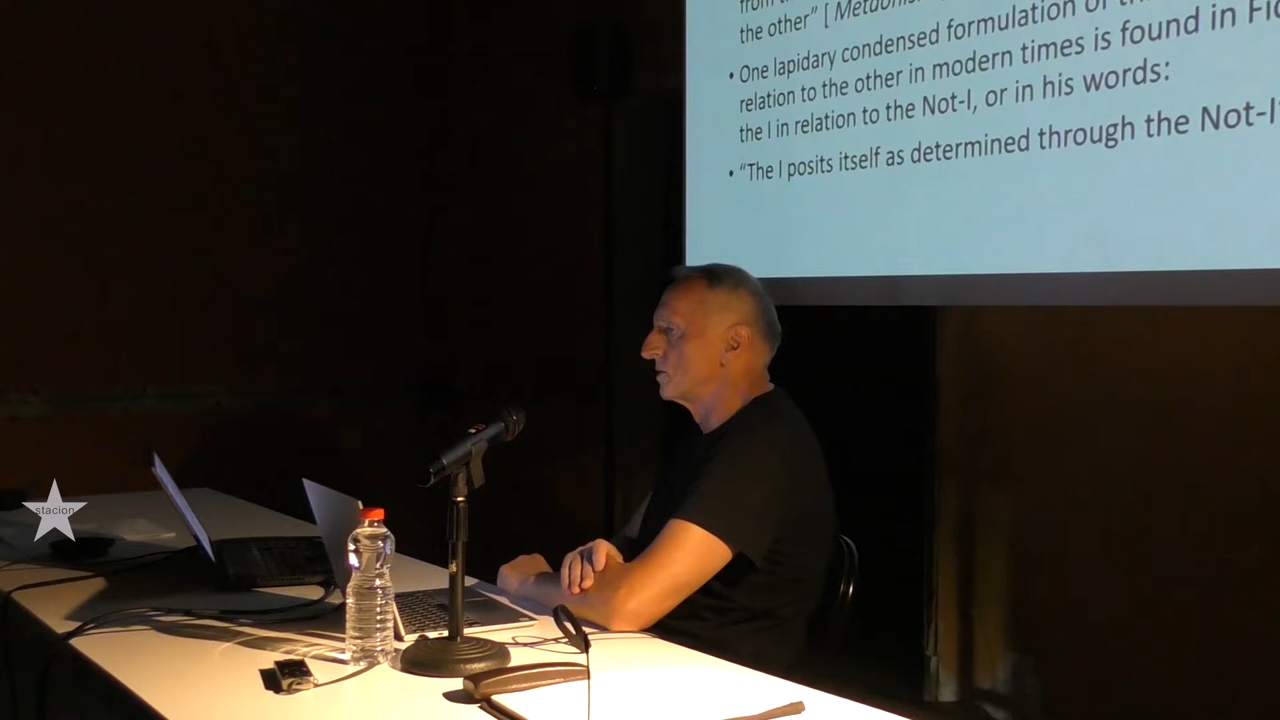 the other” [
• One lapidary condensed formulation of
relation to the other in modern times is found in
the I in relation to the Not-I, or in his words:
• “The I posits itself as determined through the Not-I
stacion